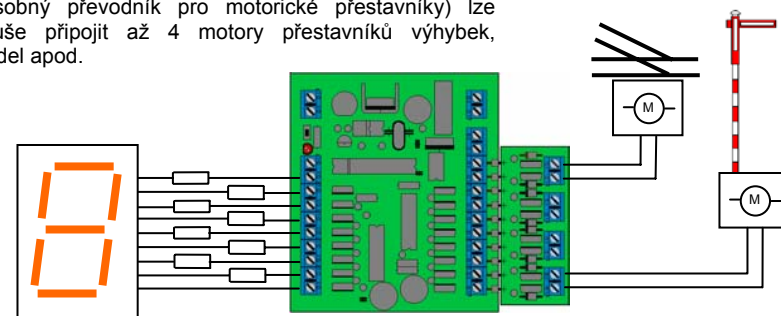 sobný převodník pro motorické přestavníky) lze
uše připojit až 4 motory přestavníků výhybek,
del apod.
M
M